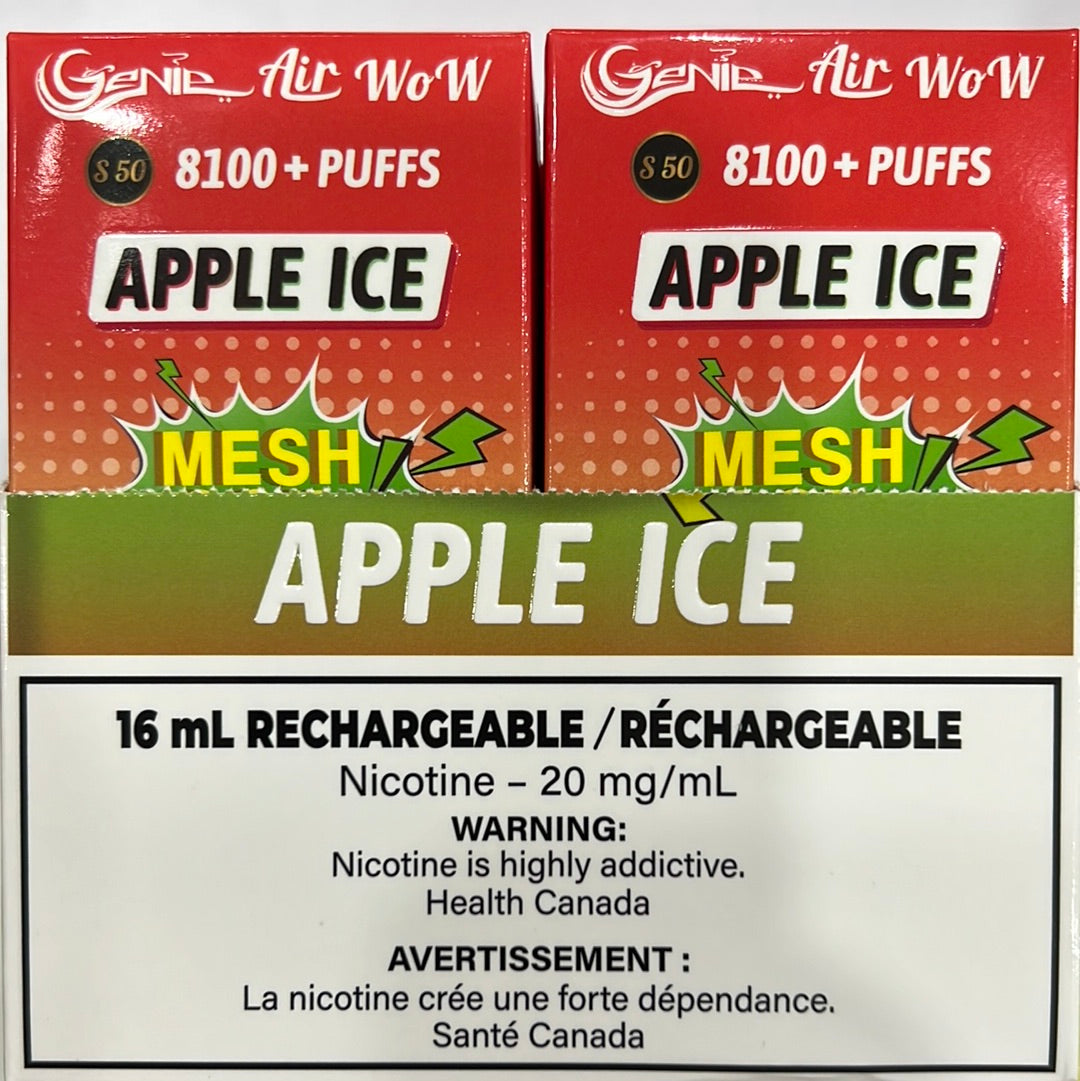 Genie Air WoW
S 50 8100 + PUFFS
APPLE ICE
MESH
Genie Air WoW
S 50 8100 + PUFFS
APPLE ICE
MESH
APPLE ICE
16 mL RECHARGEABLE / RÉCHARGEABLE
Nicotine – 20 mg/mL
WARNING:
Nicotine is highly addictive.
Health Canada
AVERTISSEMENT :
La nicotine crée une forte dépendance.
Santé Canada